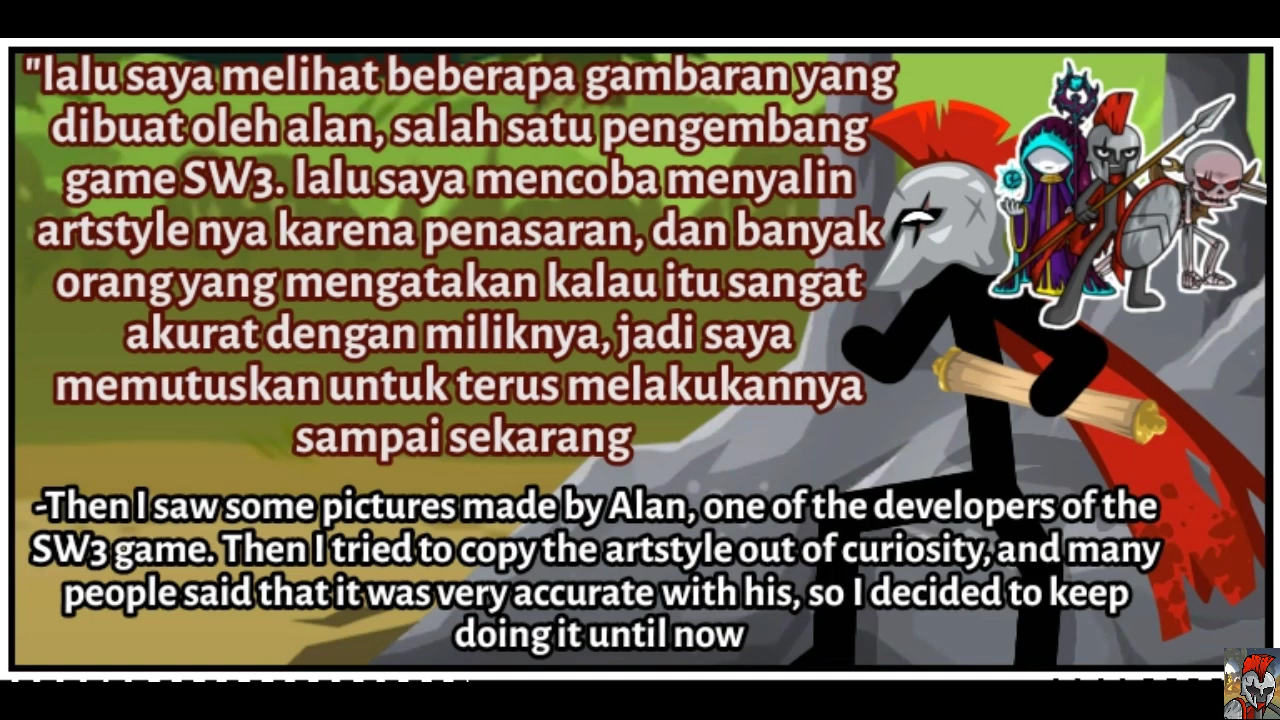 "lalu saya melihat beberapa gambaran yang
dibuat oleh alan, salah satu pengembang
game SW3. lalu saya mencoba menyalin
artstyle nya karena penasaran, dan banyak
orang yang mengatakan kalau itu sangat
akurat dengan miliknya, jadi saya
memutuskan untuk terus melakukannya
sampai sekarang
-Then I saw some pictures made by Alan, one of the developers of the
SW3 game. Then I tried to copy the artstyle out of curiosity, and many
people said that it was very accurate with his, so I decided to keep
doing it until now